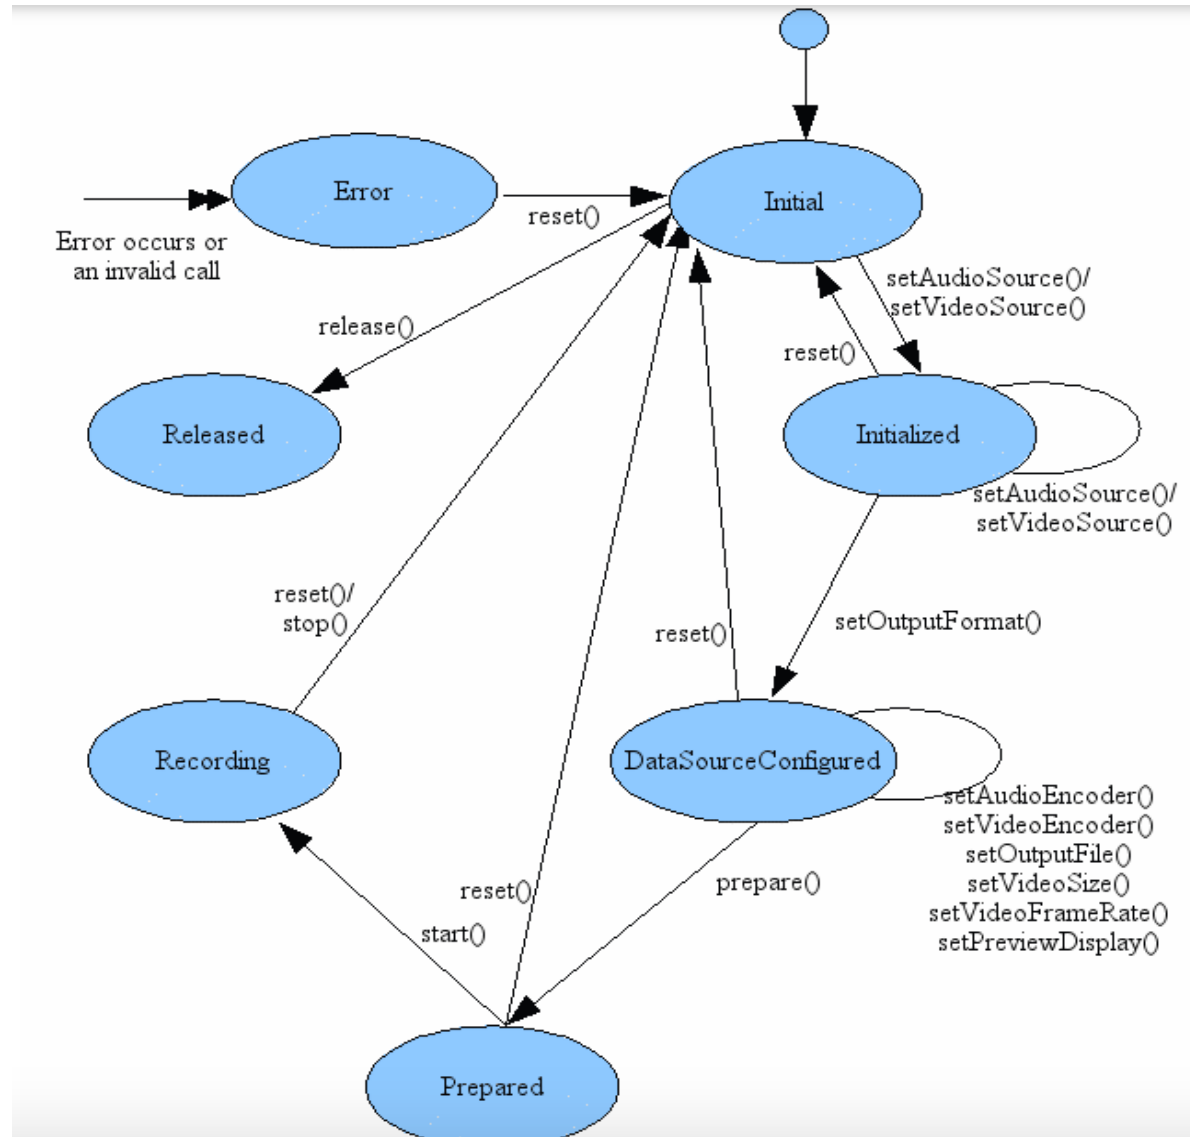 Error
Initial
reset()
Error occurs or
an invalid call
setAudioSource()/
setVideoSource()
release()
reset()
Released
Initialized
setAudioSource()/
setVideoSource()
reset()/
stop()
setOutputFormat()
reset()
Recording
DataSourceConfigured
setAudioEncoder()
setVideoEncoder()
setOutputFile()
setVideoSize()
setVideoFrameRate()
setPreviewDisplay()
prepare()
reset()
start()
Prepared